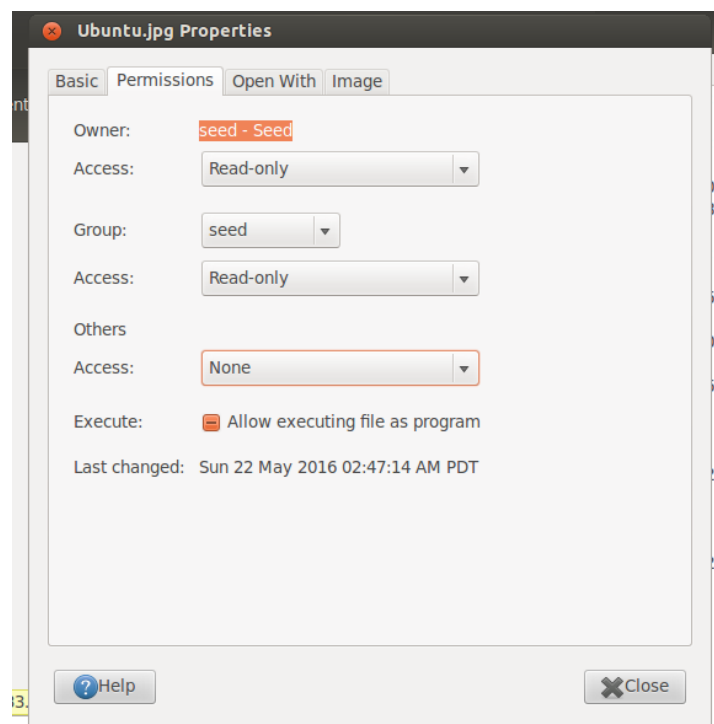 Ubuntu.jpg Properties
Basic Permissions Open With Image
nt
Owner: seed - Seed
Access: Read-only
Group: seed
Access: Read-only
Others
Access: None
Execute: Allow executing file as program
Last changed: Sun 22 May 2016 02:47:14 AM PDT
Help Close
33.